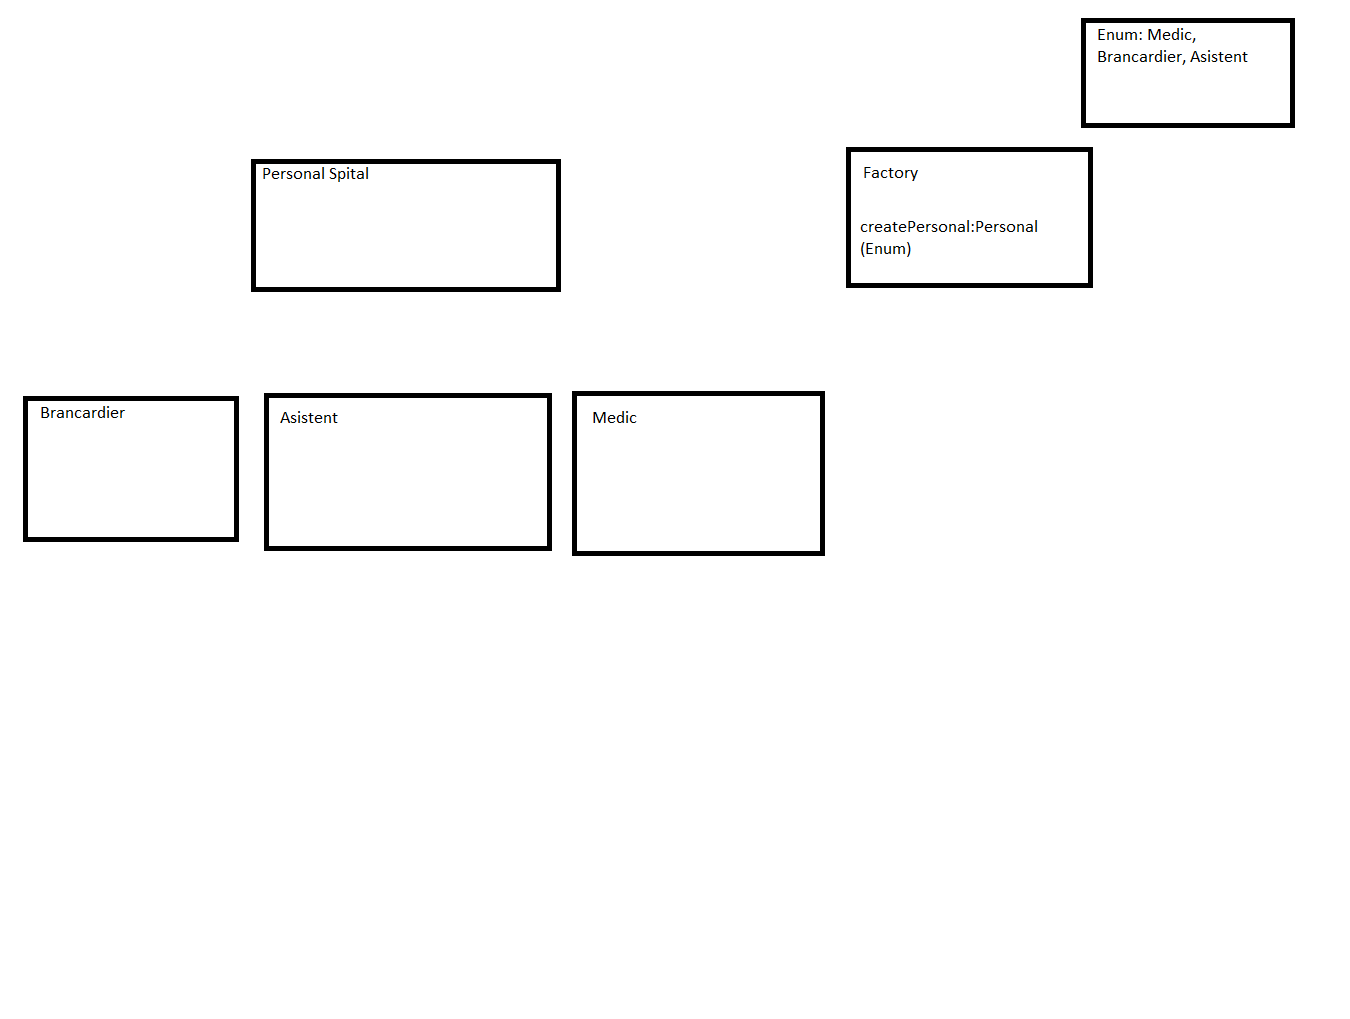 Enum: Medic,
Brancardier, Asistent
Personal Spital
Factory
createPersonal:Personal
(Enum)
Brancardier
Asistent
Medic